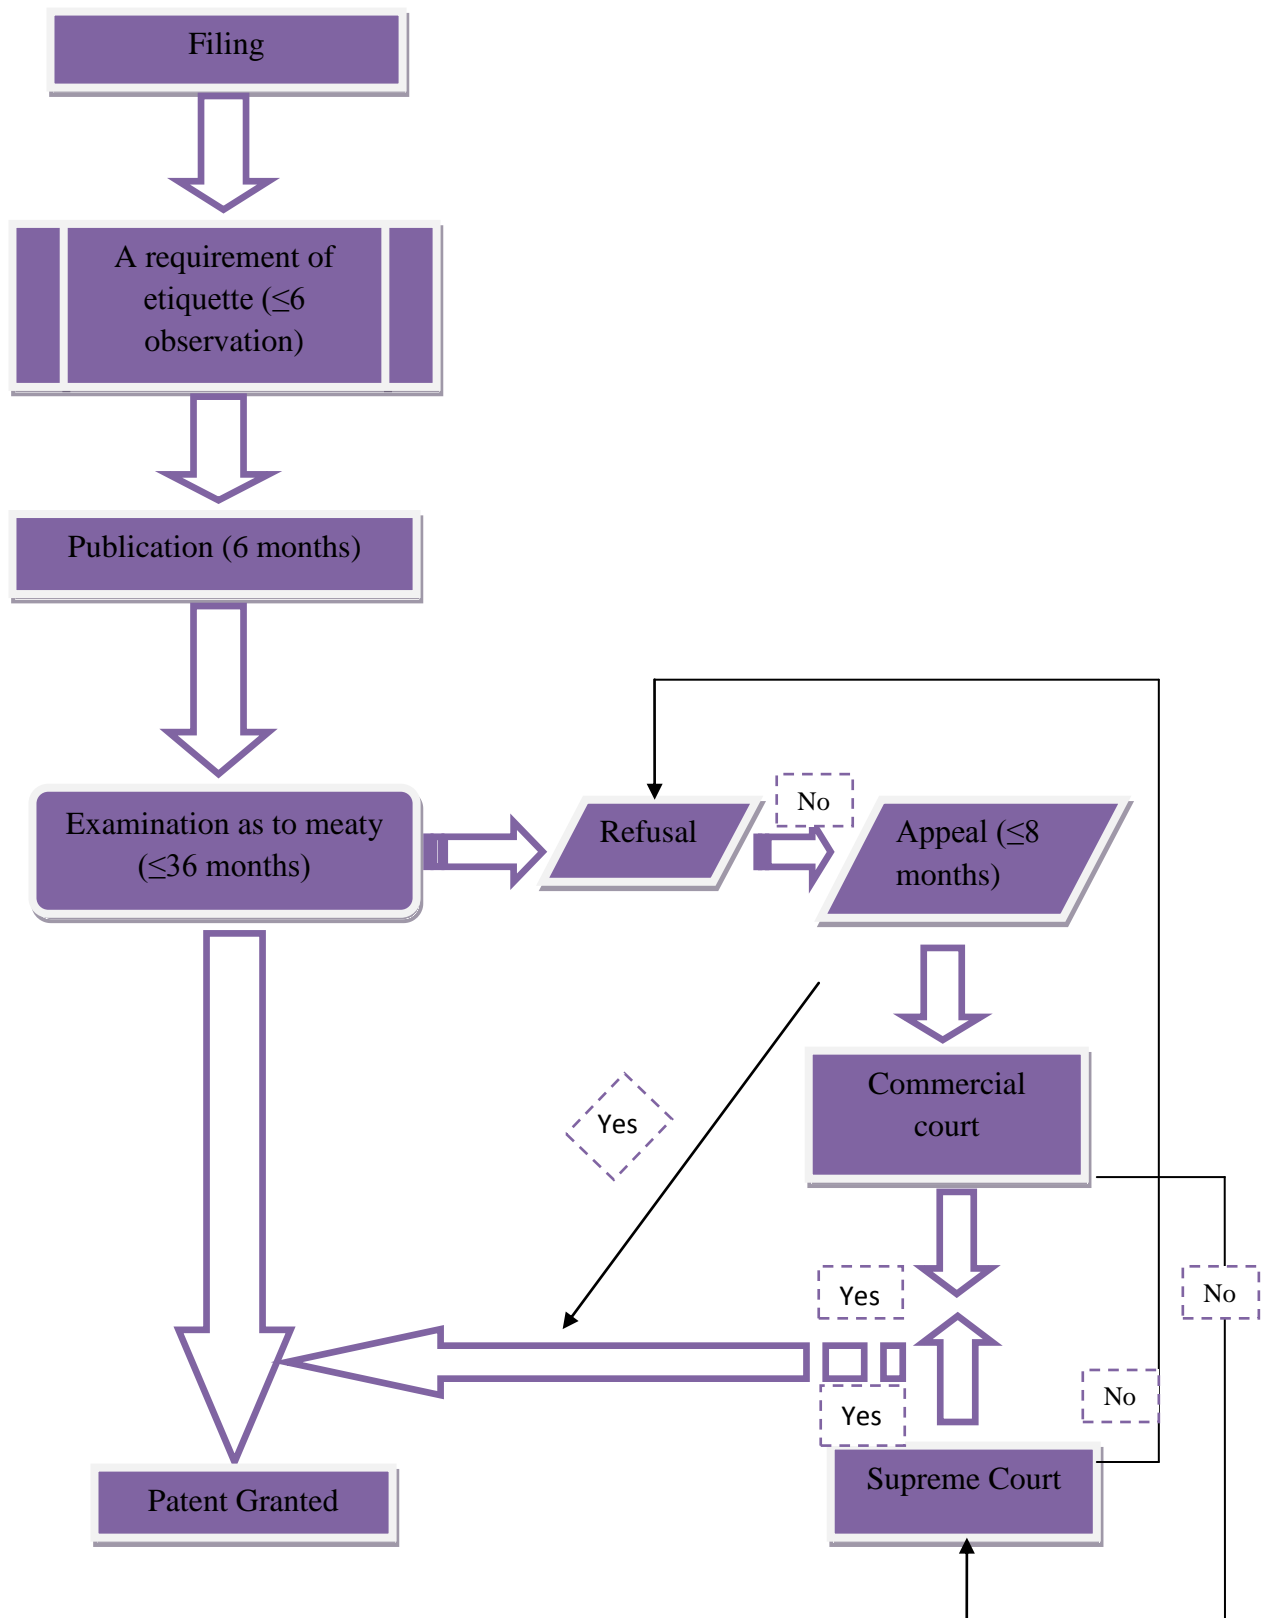 Filing
A requirement of
etiquette (≤6
observation)
Publication (6 months)
Examination as to meaty
(≤36 months)
Refusal
No
Appeal (≤8
months)
Commercial
court
Yes
Yes
No
Yes
No
Supreme Court
Patent Granted